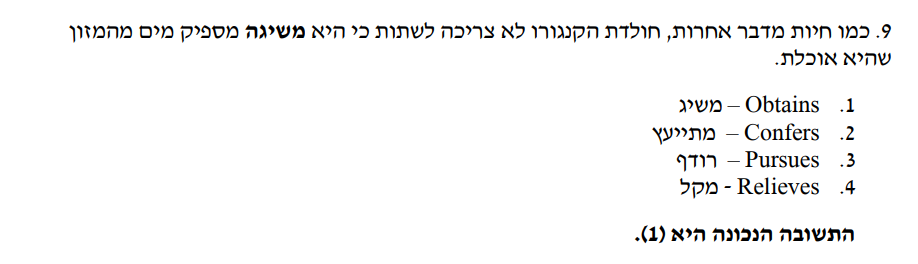 9. כמו חיות מדבר אחרות, חולדת הקנגורו לא צריכה לשתות כי היא משיגה מספיק מים מהמזון
שהיא אוכלת.
1. Obtains – משיג
2. Confers – מתייעץ
3. Pursues – רודף
4. Relieves - מקל
התשובה הנכונה היא (1).